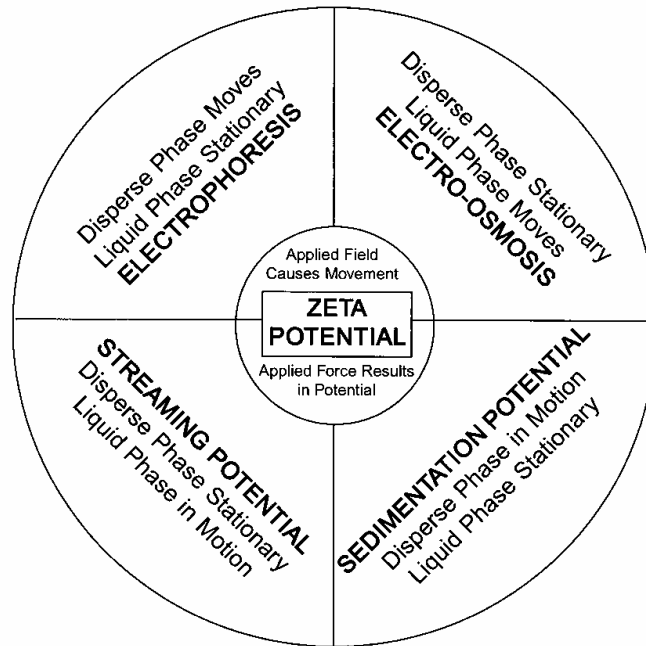 Disperse Phase Moves
Liquid Phase Stationary
ELECTROPHORESIS
Disperse Phase Stationary
Liquid Phase Moves
ELECTRO-OSMOSIS
Applied Field
Causes Movement
ZETA
POTENTIAL
Applied Force Results
in Potential
STREAMING POTENTIAL
Disperse Phase Stationary
Liquid Phase in Motion
SEDIMENTATION POTENTIAL
Disperse Phase in Motion
Liquid Phase Stationary